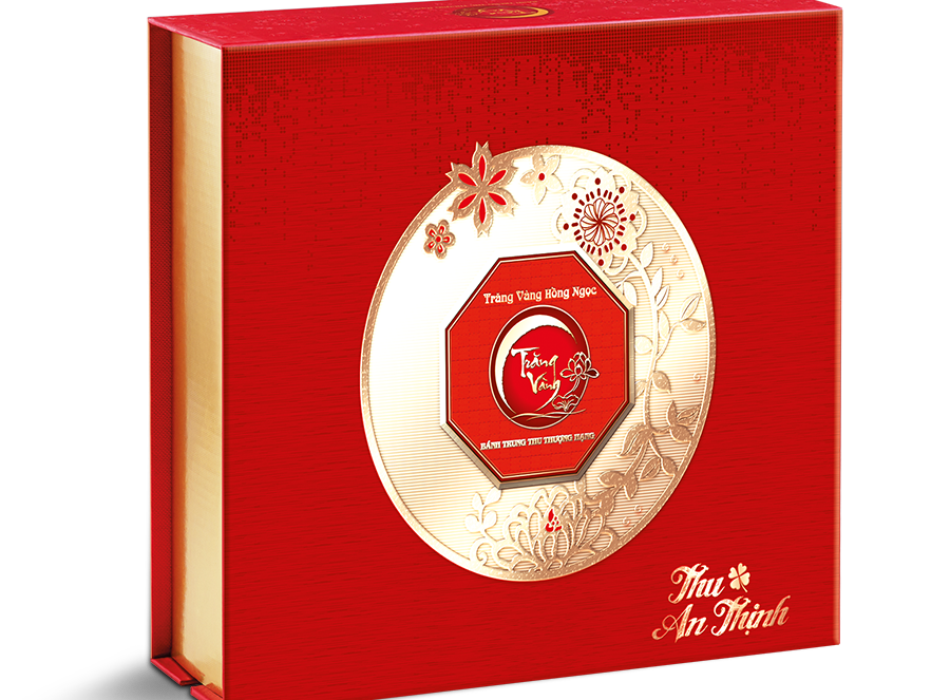 Trăng Vàng Hồng Ngọc
Trăng
Vàng
BÁNH TRUNG THU THƯỢNG HẠNG
Thu
An Thịnh